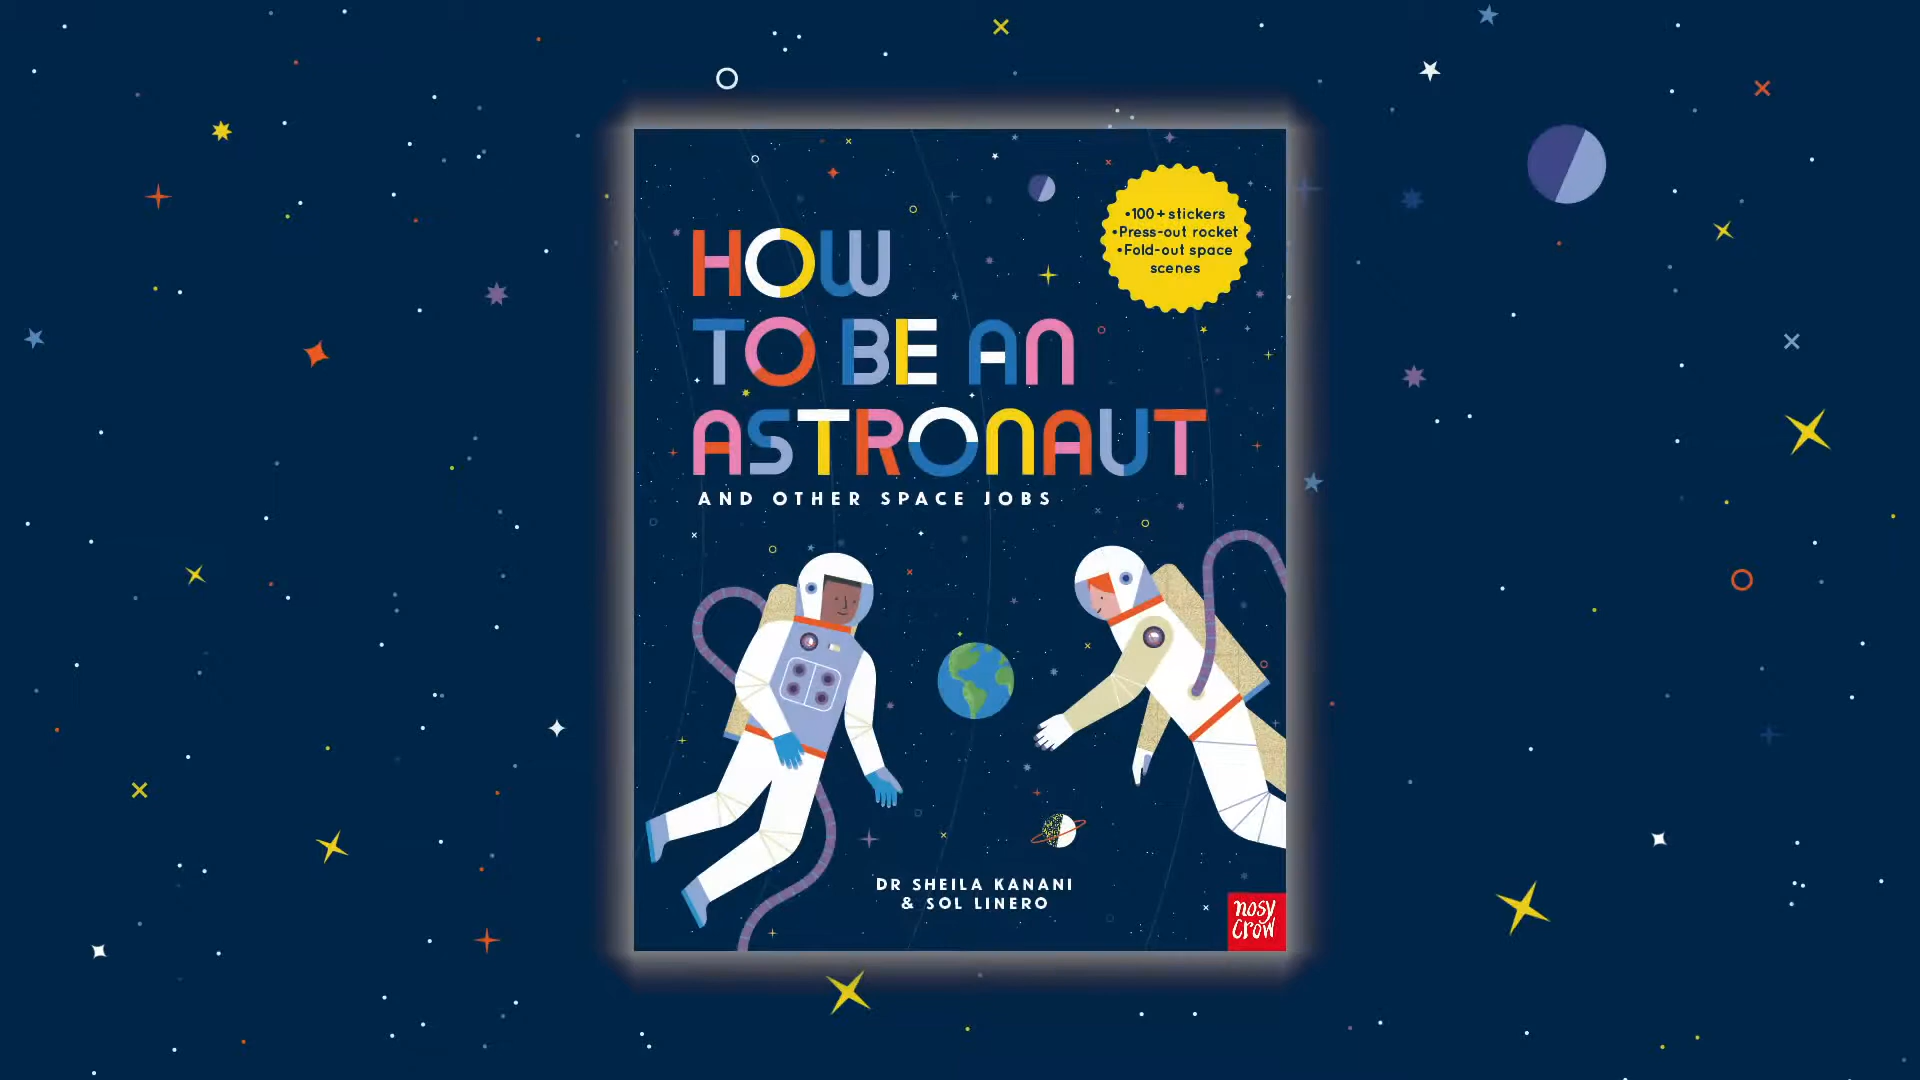 •100+ stickers
•Press-out rocket
•Fold-out space
scenes
HOW
TO BE AN
ASTRONAUT
AND OTHER SPACE JOBS
DR SHEILA KANANI
& SOL LINERO
nosy
crow